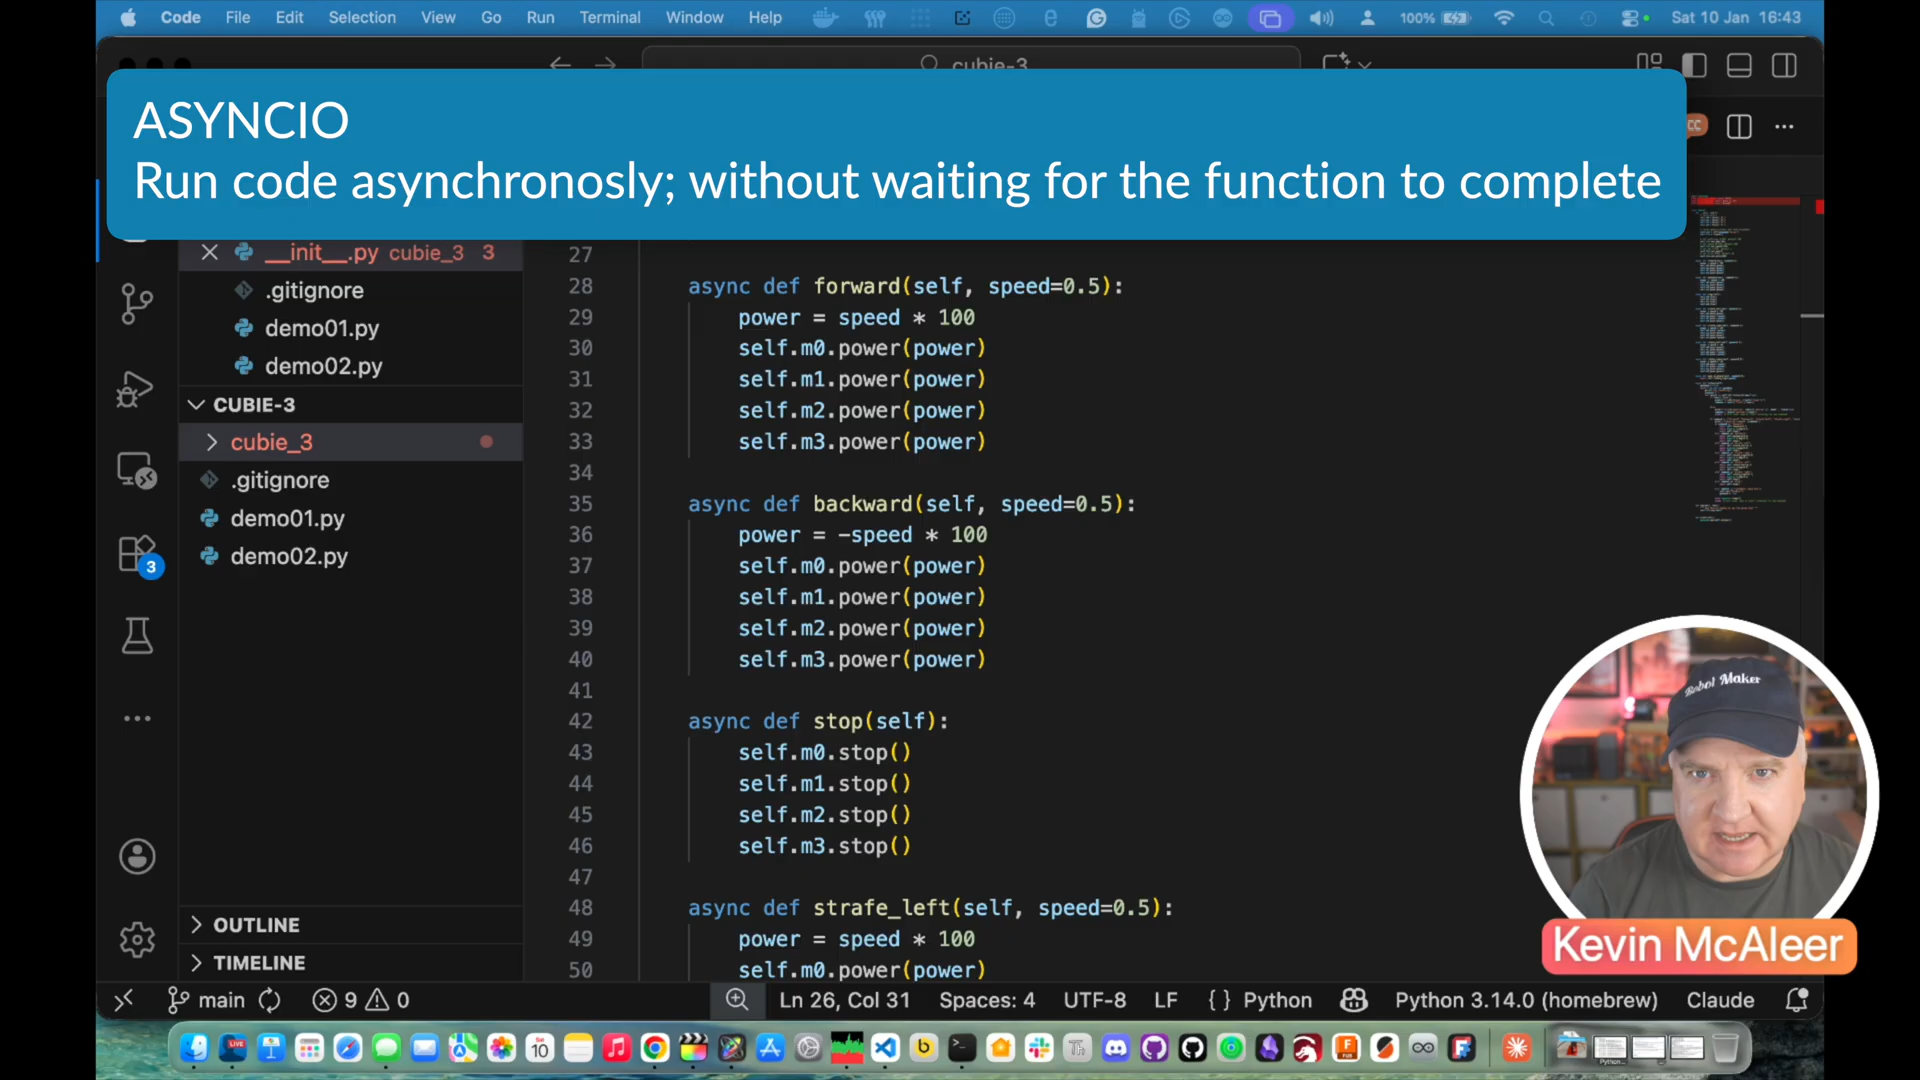 Code File Edit Selection View Go Run Terminal Window Help 100% Sat 10 Jan 16:43
cubie-3
ASYNCIO
Run code asynchronosly; without waiting for the function to complete
__init__.py cubie_3 3
.gitignore
demo01.py
demo02.py
CUBIE-3
cubie_3
.gitignore
demo01.py
demo02.py
3
OUTLINE
TIMELINE
27
28 async def forward(self, speed=0.5):
29 power = speed * 100
30 self.m0.power(power)
31 self.m1.power(power)
32 self.m2.power(power)
33 self.m3.power(power)
34
35 async def backward(self, speed=0.5):
36 power = -speed * 100
37 self.m0.power(power)
38 self.m1.power(power)
39 self.m2.power(power)
40 self.m3.power(power)
41
42 async def stop(self):
43 self.m0.stop()
44 self.m1.stop()
45 self.m2.stop()
46 self.m3.stop()
47
48 async def strafe_left(self, speed=0.5):
49 power = speed * 100
50 self.m0.power(power)
Robot Maker
Kevin McAleer
main 9 0 Ln 26, Col 31 Spaces: 4 UTF-8 LF {} Python Python 3.14.0 (homebrew) Claude
LIVE
10